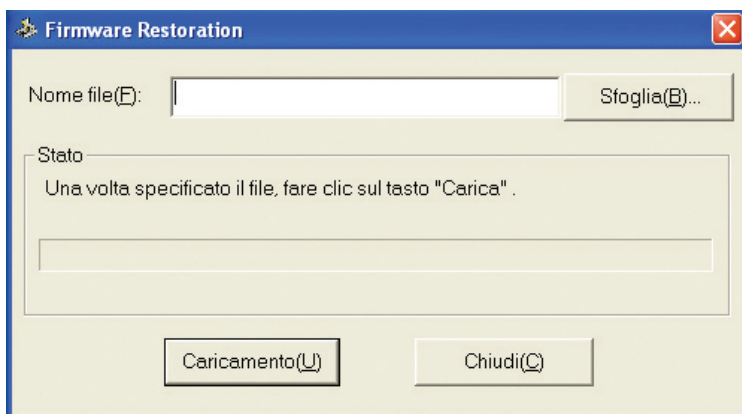 Firmware Restoration
Nome file(F):
Sfoglia(B)...
Stato
Una volta specificato il file, fare clic sul tasto "Carica" .
Caricamento(U)
Chiudi(C)